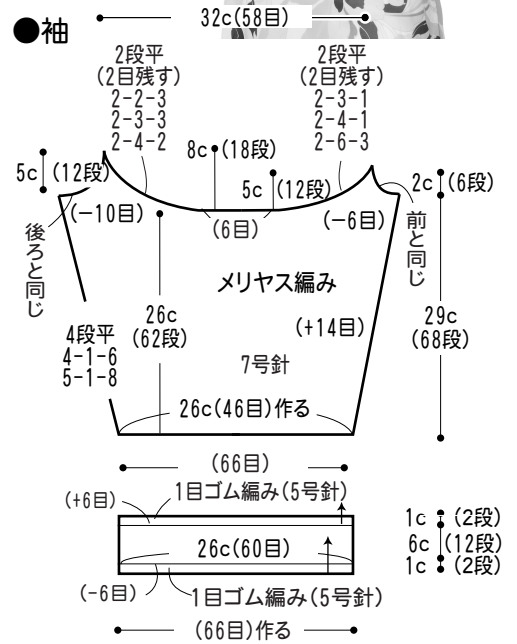 ●袖
32c(58目)
2段平
(2目残す)
2-2-3
2-3-3
2-4-2
2段平
(2目残す)
2-3-1
2-4-1
2-6-3
8c (18段)
5c (12段)
5c (12段)
2c (6段)
(-10目)
(6目)
(-6目)
後ろと同じ
前と同じ
メリヤス編み
26c
(62段)
(+14目)
29c
(68段)
4段平
4-1-6
5-1-8
7号針
26c(46目)作る
(66目)
(+6目)
1目ゴム編み(5号針)
1c (2段)
26c(60目)
6c (12段)
1c (2段)
(-6目)
1目ゴム編み(5号針)
(66目)作る